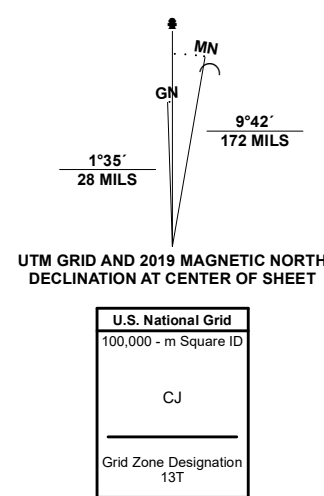 MN
GN
9°42´
172 MILS
1°35´
28 MILS
UTM GRID AND 2019 MAGNETIC NORTH
DECLINATION AT CENTER OF SHEET
U.S. National Grid
100,000 - m Square ID
CJ
Grid Zone Designation
13T